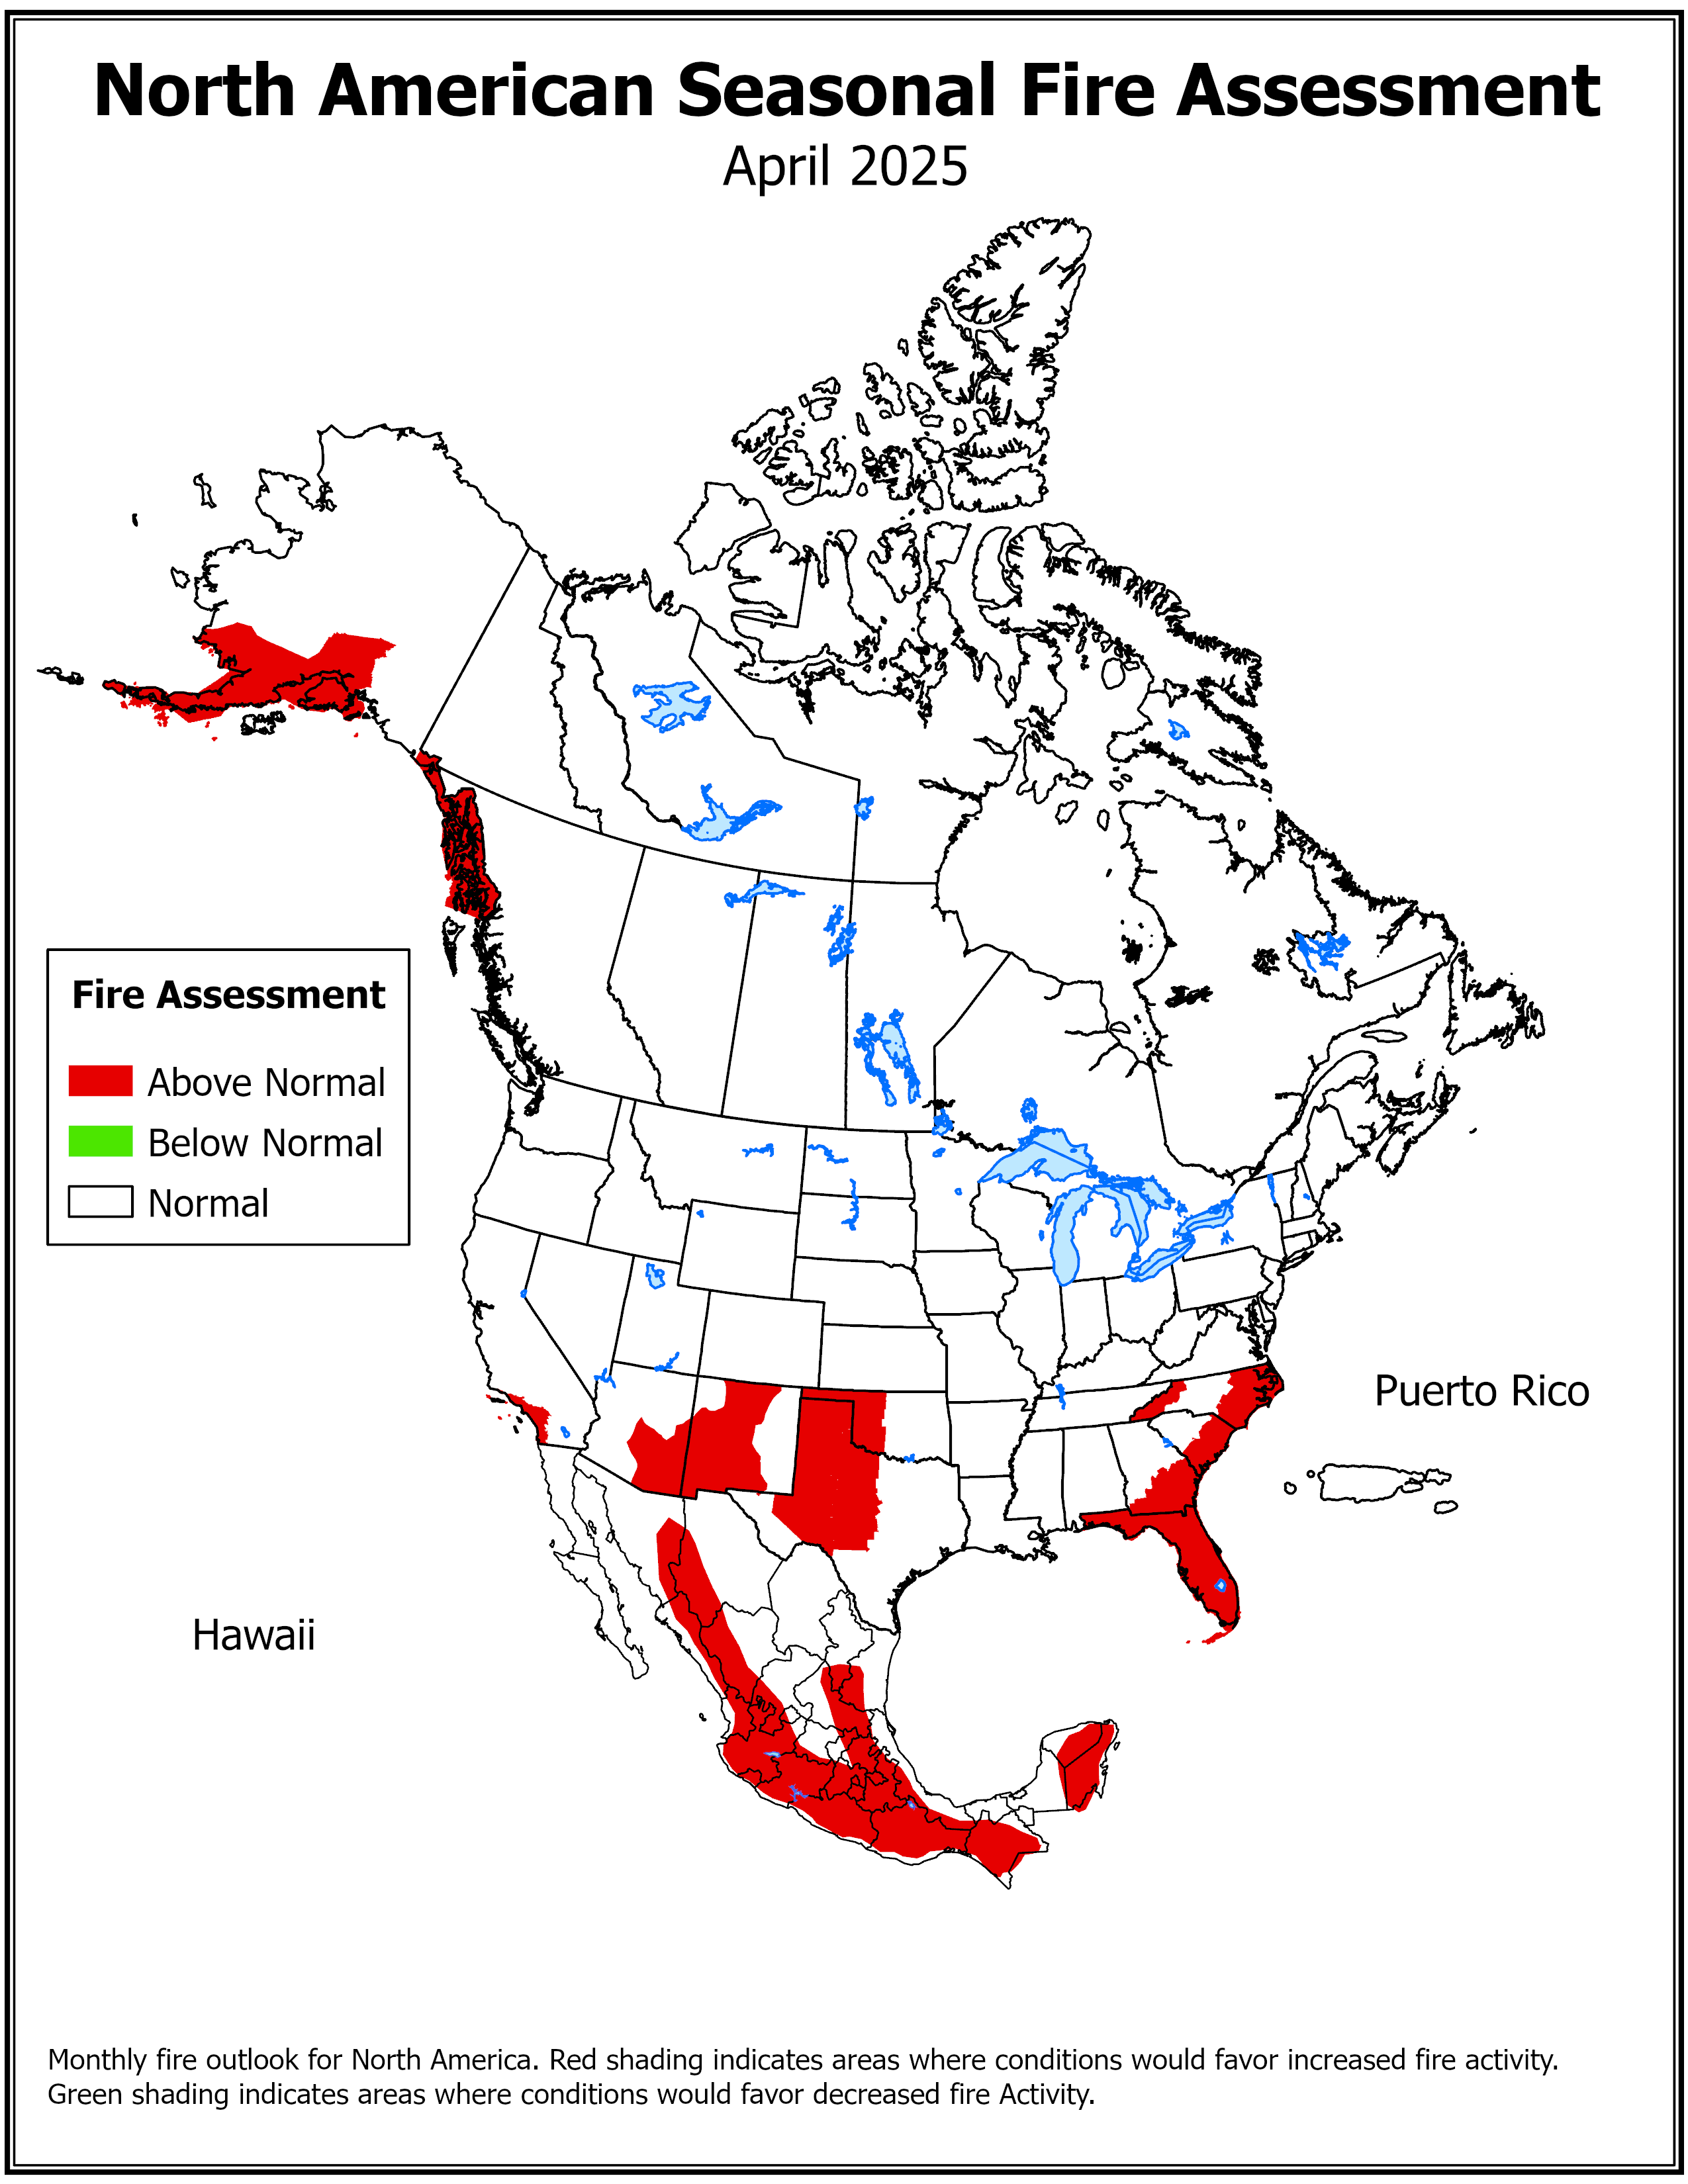 North American Seasonal Fire Assessment
April 2025
Fire Assessment
Above Normal
Below Normal
Normal
Puerto Rico
Hawaii
Monthly fire outlook for North America. Red shading indicates areas where conditions would favor increased fire activity.
Green shading indicates areas where conditions would favor decreased fire Activity.